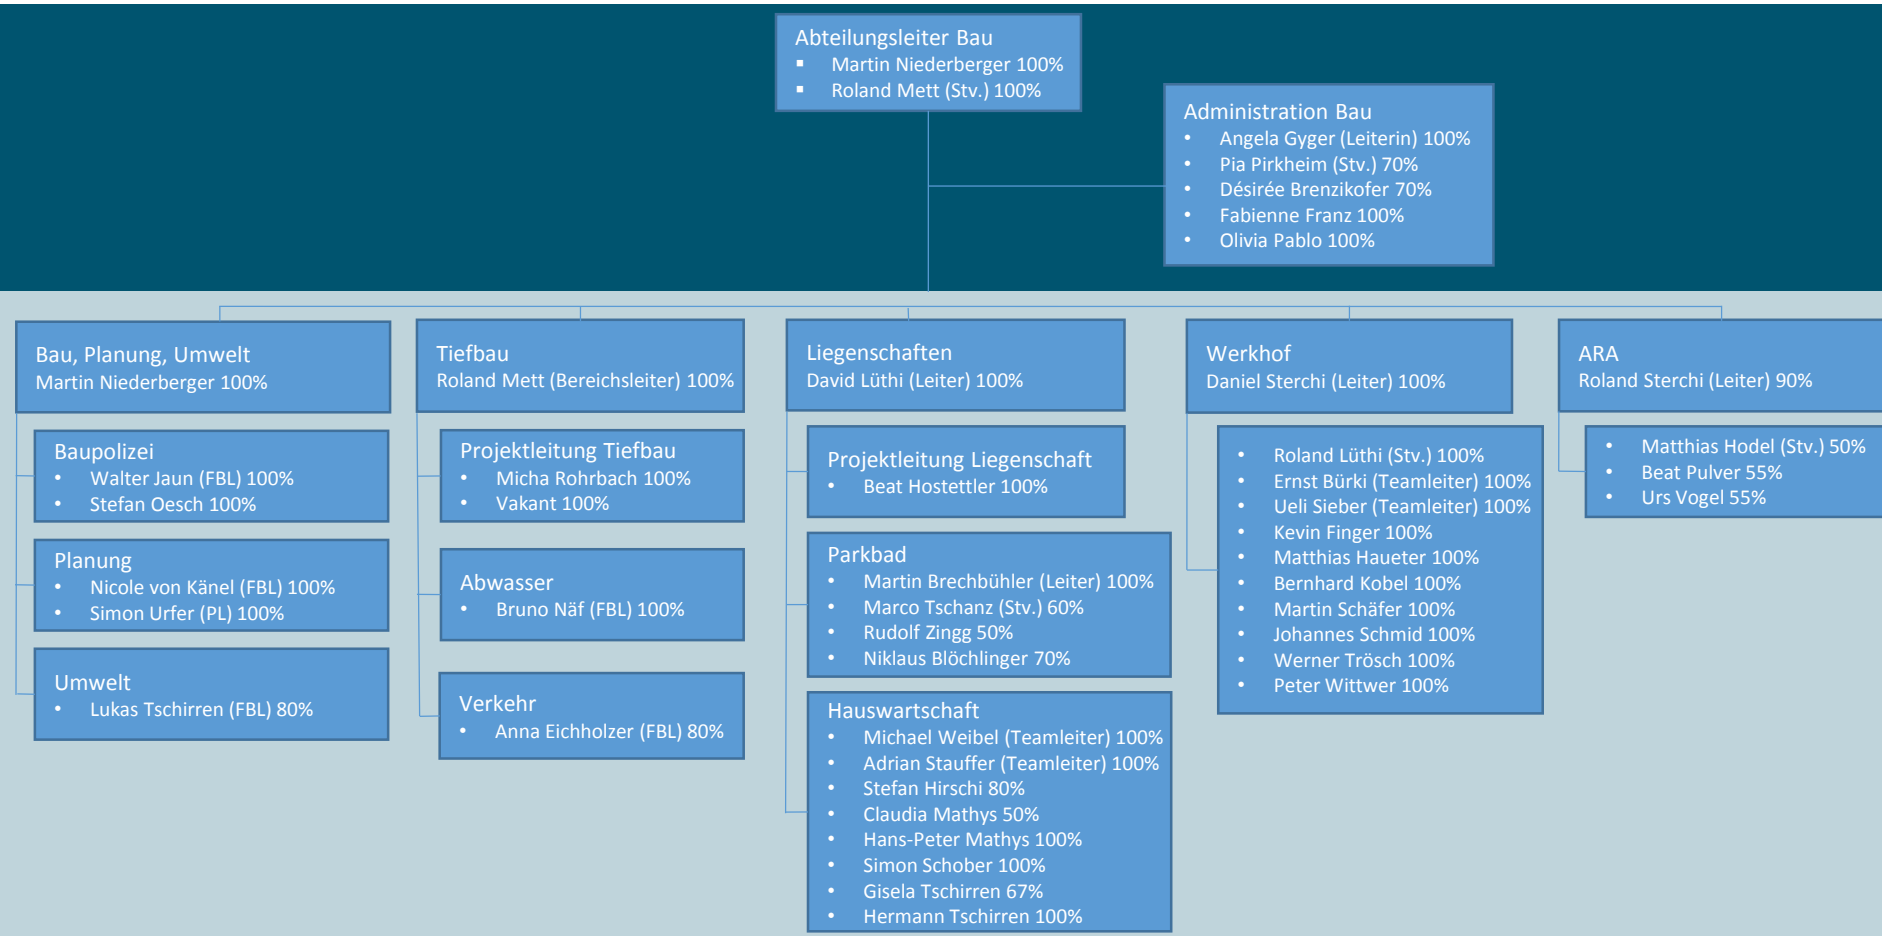 Abteilungsleiter Bau
▪ Martin Niederberger 100%
▪ Roland Mett (Stv.) 100%
Administration Bau
• Angela Gyger (Leiterin) 100%
• Pia Pirkheim (Stv.) 70%
• Désirée Brenzikofer 70%
• Fabienne Franz 100%
• Olivia Pablo 100%
Bau, Planung, Umwelt
Martin Niederberger 100%
Baupolizei
• Walter Jaun (FBL) 100%
• Stefan Oesch 100%
Planung
• Nicole von Känel (FBL) 100%
• Simon Urfer (PL) 100%
Umwelt
• Lukas Tschirren (FBL) 80%
Tiefbau
Roland Mett (Bereichsleiter) 100%
Projektleitung Tiefbau
• Micha Rohrbach 100%
• Vakant 100%
Abwasser
• Bruno Näf (FBL) 100%
Verkehr
• Anna Eichholzer (FBL) 80%
Liegenschaften
David Lüthi (Leiter) 100%
Projektleitung Liegenschaft
• Beat Hostettler 100%
Parkbad
• Martin Brechbühler (Leiter) 100%
• Marco Tschanz (Stv.) 60%
• Rudolf Zingg 50%
• Niklaus Blöchlinger 70%
Hauswartschaft
• Michael Weibel (Teamleiter) 100%
• Adrian Stauffer (Teamleiter) 100%
• Stefan Hirschi 80%
• Claudia Mathys 50%
• Hans-Peter Mathys 100%
• Simon Schober 100%
• Gisela Tschirren 67%
• Hermann Tschirren 100%
Werkhof
Daniel Sterchi (Leiter) 100%
• Roland Lüthi (Stv.) 100%
• Ernst Bürki (Teamleiter) 100%
• Ueli Sieber (Teamleiter) 100%
• Kevin Finger 100%
• Matthias Haueter 100%
• Bernhard Kobel 100%
• Martin Schäfer 100%
• Johannes Schmid 100%
• Werner Trösch 100%
• Peter Wittwer 100%
ARA
Roland Sterchi (Leiter) 90%
• Matthias Hodel (Stv.) 50%
• Beat Pulver 55%
• Urs Vogel 55%